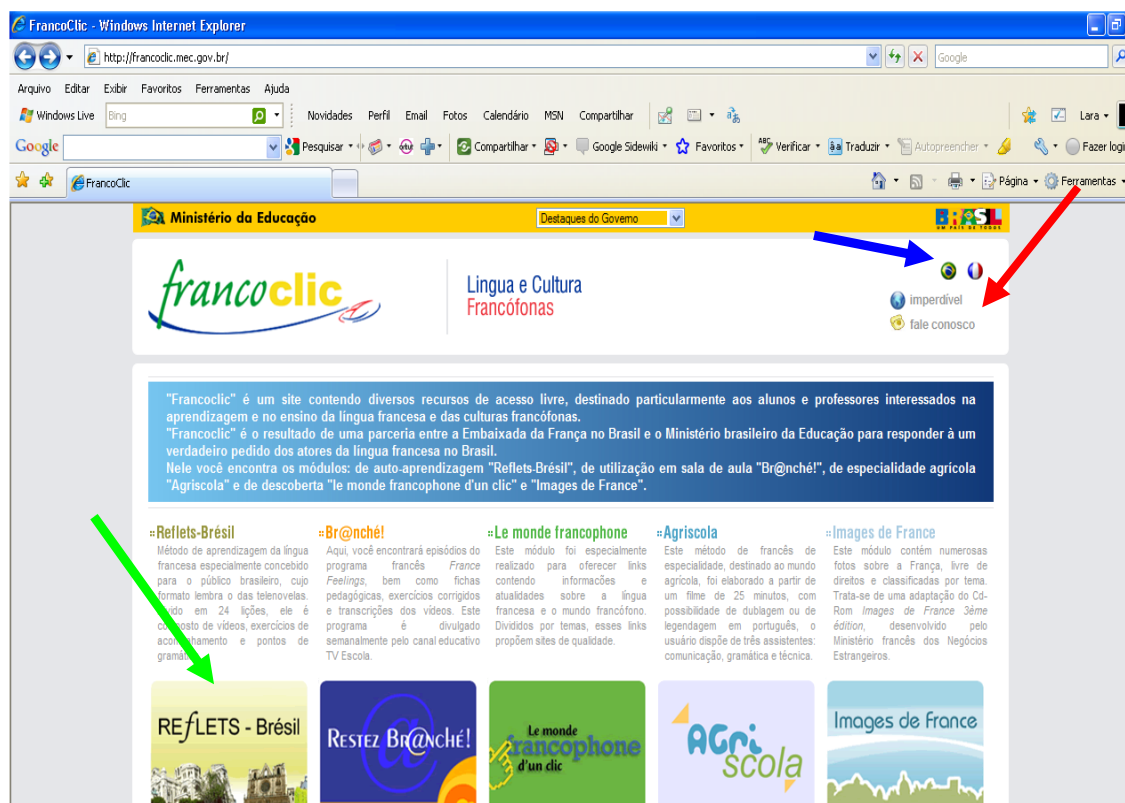 FrancoClic - Windows Internet Explorer
http://francoclic.mec.gov.br/
Google
Arquivo Editar Exibir Favoritos Ferramentas Ajuda
Windows Live Bing Novidades Perfil Email Fotos Calendário MSN Compartilhar Lara
Google Pesquisar Compartilhar Google Sidewiki Favoritos Verificar Traduzir Autopreencher Fazer login
FrancoClic Página Ferramentas
Ministério da Educação Destaques do Governo BRASIL
UM PAÍS DE TODOS
francoclic
Lingua e Cultura
Francófonas
imperdível
fale conosco
"Francoclic" é um site contendo diversos recursos de acesso livre, destinado particularmente aos alunos e professores interessados na
aprendizagem e no ensino da língua francesa e das culturas francófonas.
"Francoclic" é o resultado de uma parceria entre a Embaixada da França no Brasil e o Ministério brasileiro da Educação para responder à um
verdadeiro pedido dos atores da língua francesa no Brasil.
Nele você encontra os módulos: de auto-aprendizagem "Reflets-Brésil", de utilização em sala de aula "Br@nché!", de especialidade agrícola
"Agriscola" e de descoberta "le monde francophone d'un clic" e "Images de France".
Reflets-Brésil
Método de aprendizagem da língua
francesa especialmente concebido
para o público brasileiro, cujo
formato lembra o das telenovelas.
em 24 lições, ele é
de vídeos, exercícios de
e pontos de
Br@nché!
Aqui, você encontrará episódios do
programa francês France
Feelings, bem como fichas
pedagógicas, exercícios corrigidos
e transcrições dos vídeos. Este
programa é divulgado
semanalmente pelo canal educativo
TV Escola.
Le monde francophone
Este módulo foi especialmente
realizado para oferecer links
contendo informacões e
atualidades sobre a língua
francesa e o mundo francófono.
Divididos por temas, esses links
propõem sites de qualidade.
Agriscola
Este método de francês de
especialidade, destinado ao mundo
agrícola, foi elaborado a partir de
um filme de 25 minutos, com
possibilidade de dublagem ou de
legendagem em português, o
usuário dispõe de três assistentes:
comunicação, gramática e técnica.
Images de France
Este módulo contém numerosas
fotos sobre a França, livre de
direitos e classificadas por tema.
Trata-se de uma adaptação do Cd-
Rom Images de France 3ème
édition, desenvolvido pelo
Ministério francês dos Negócios
Estrangeiros.
REfLETS - Brésil
RESTEZ BR@NCHÉ!
Le monde
francophone
d'un clic
AGri
scola
Images de France